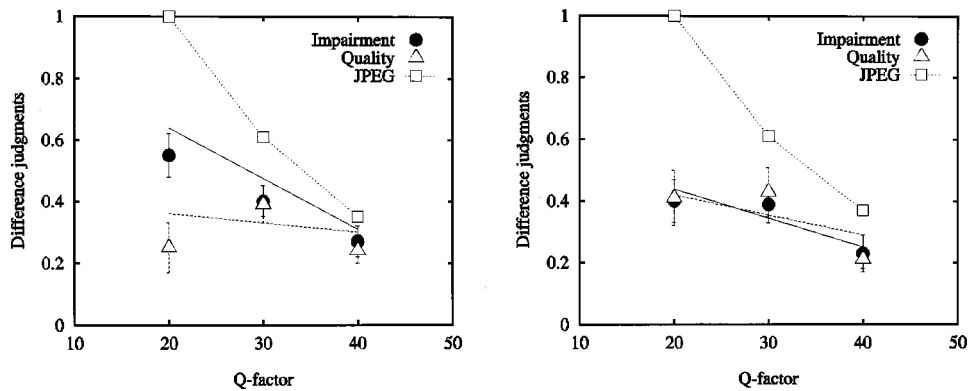 1
0.8
0.6
0.4
0.2
0
Difference judgments
Impairment
Quality
JPEG
10
20
30
40
50
Q-factor
1
0.8
0.6
0.4
0.2
0
Difference judgments
Impairment
Quality
JPEG
10
20
30
40
50
Q-factor